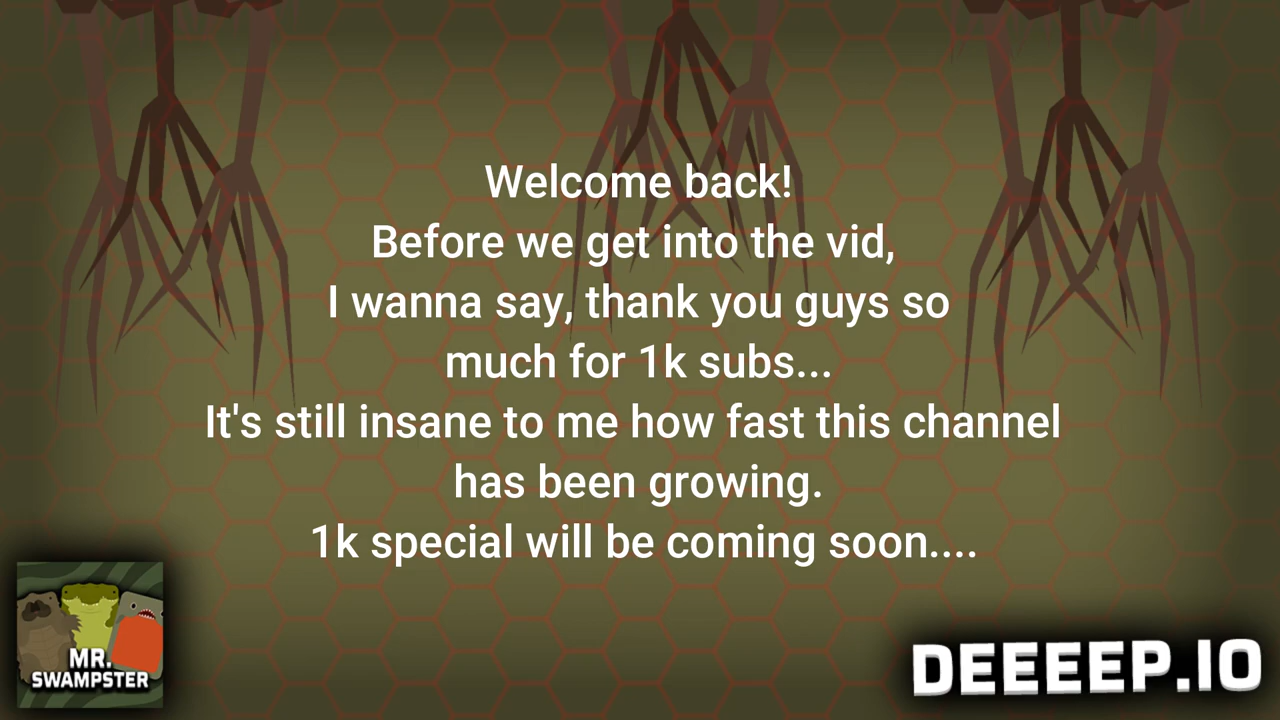 Welcome back!
Before we get into the vid,
I wanna say, thank you guys so
much for 1k subs...
It's still insane to me how fast this channel
has been growing.
1k special will be coming soon....
MR.
SWAMPSTER
DEEEEP.IO